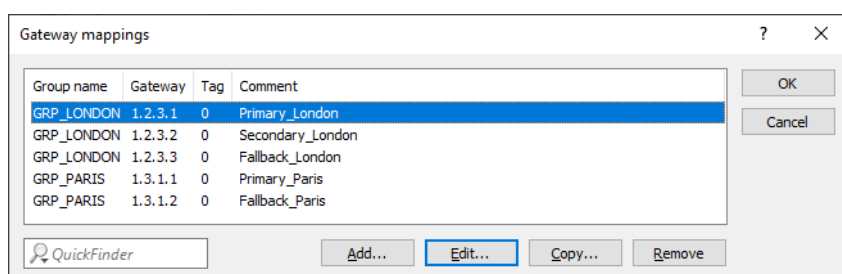 Gateway mappings ? X
Group name Gateway Tag Comment
GRP_LONDON 1.2.3.1 0 Primary_London
GRP_LONDON 1.2.3.2 0 Secondary_London
GRP_LONDON 1.2.3.3 0 Fallback_London
GRP_PARIS 1.3.1.1 0 Primary_Paris
GRP_PARIS 1.3.1.2 0 Fallback_Paris
OK
Cancel
QuickFinder Add... Edit... Copy... Remove